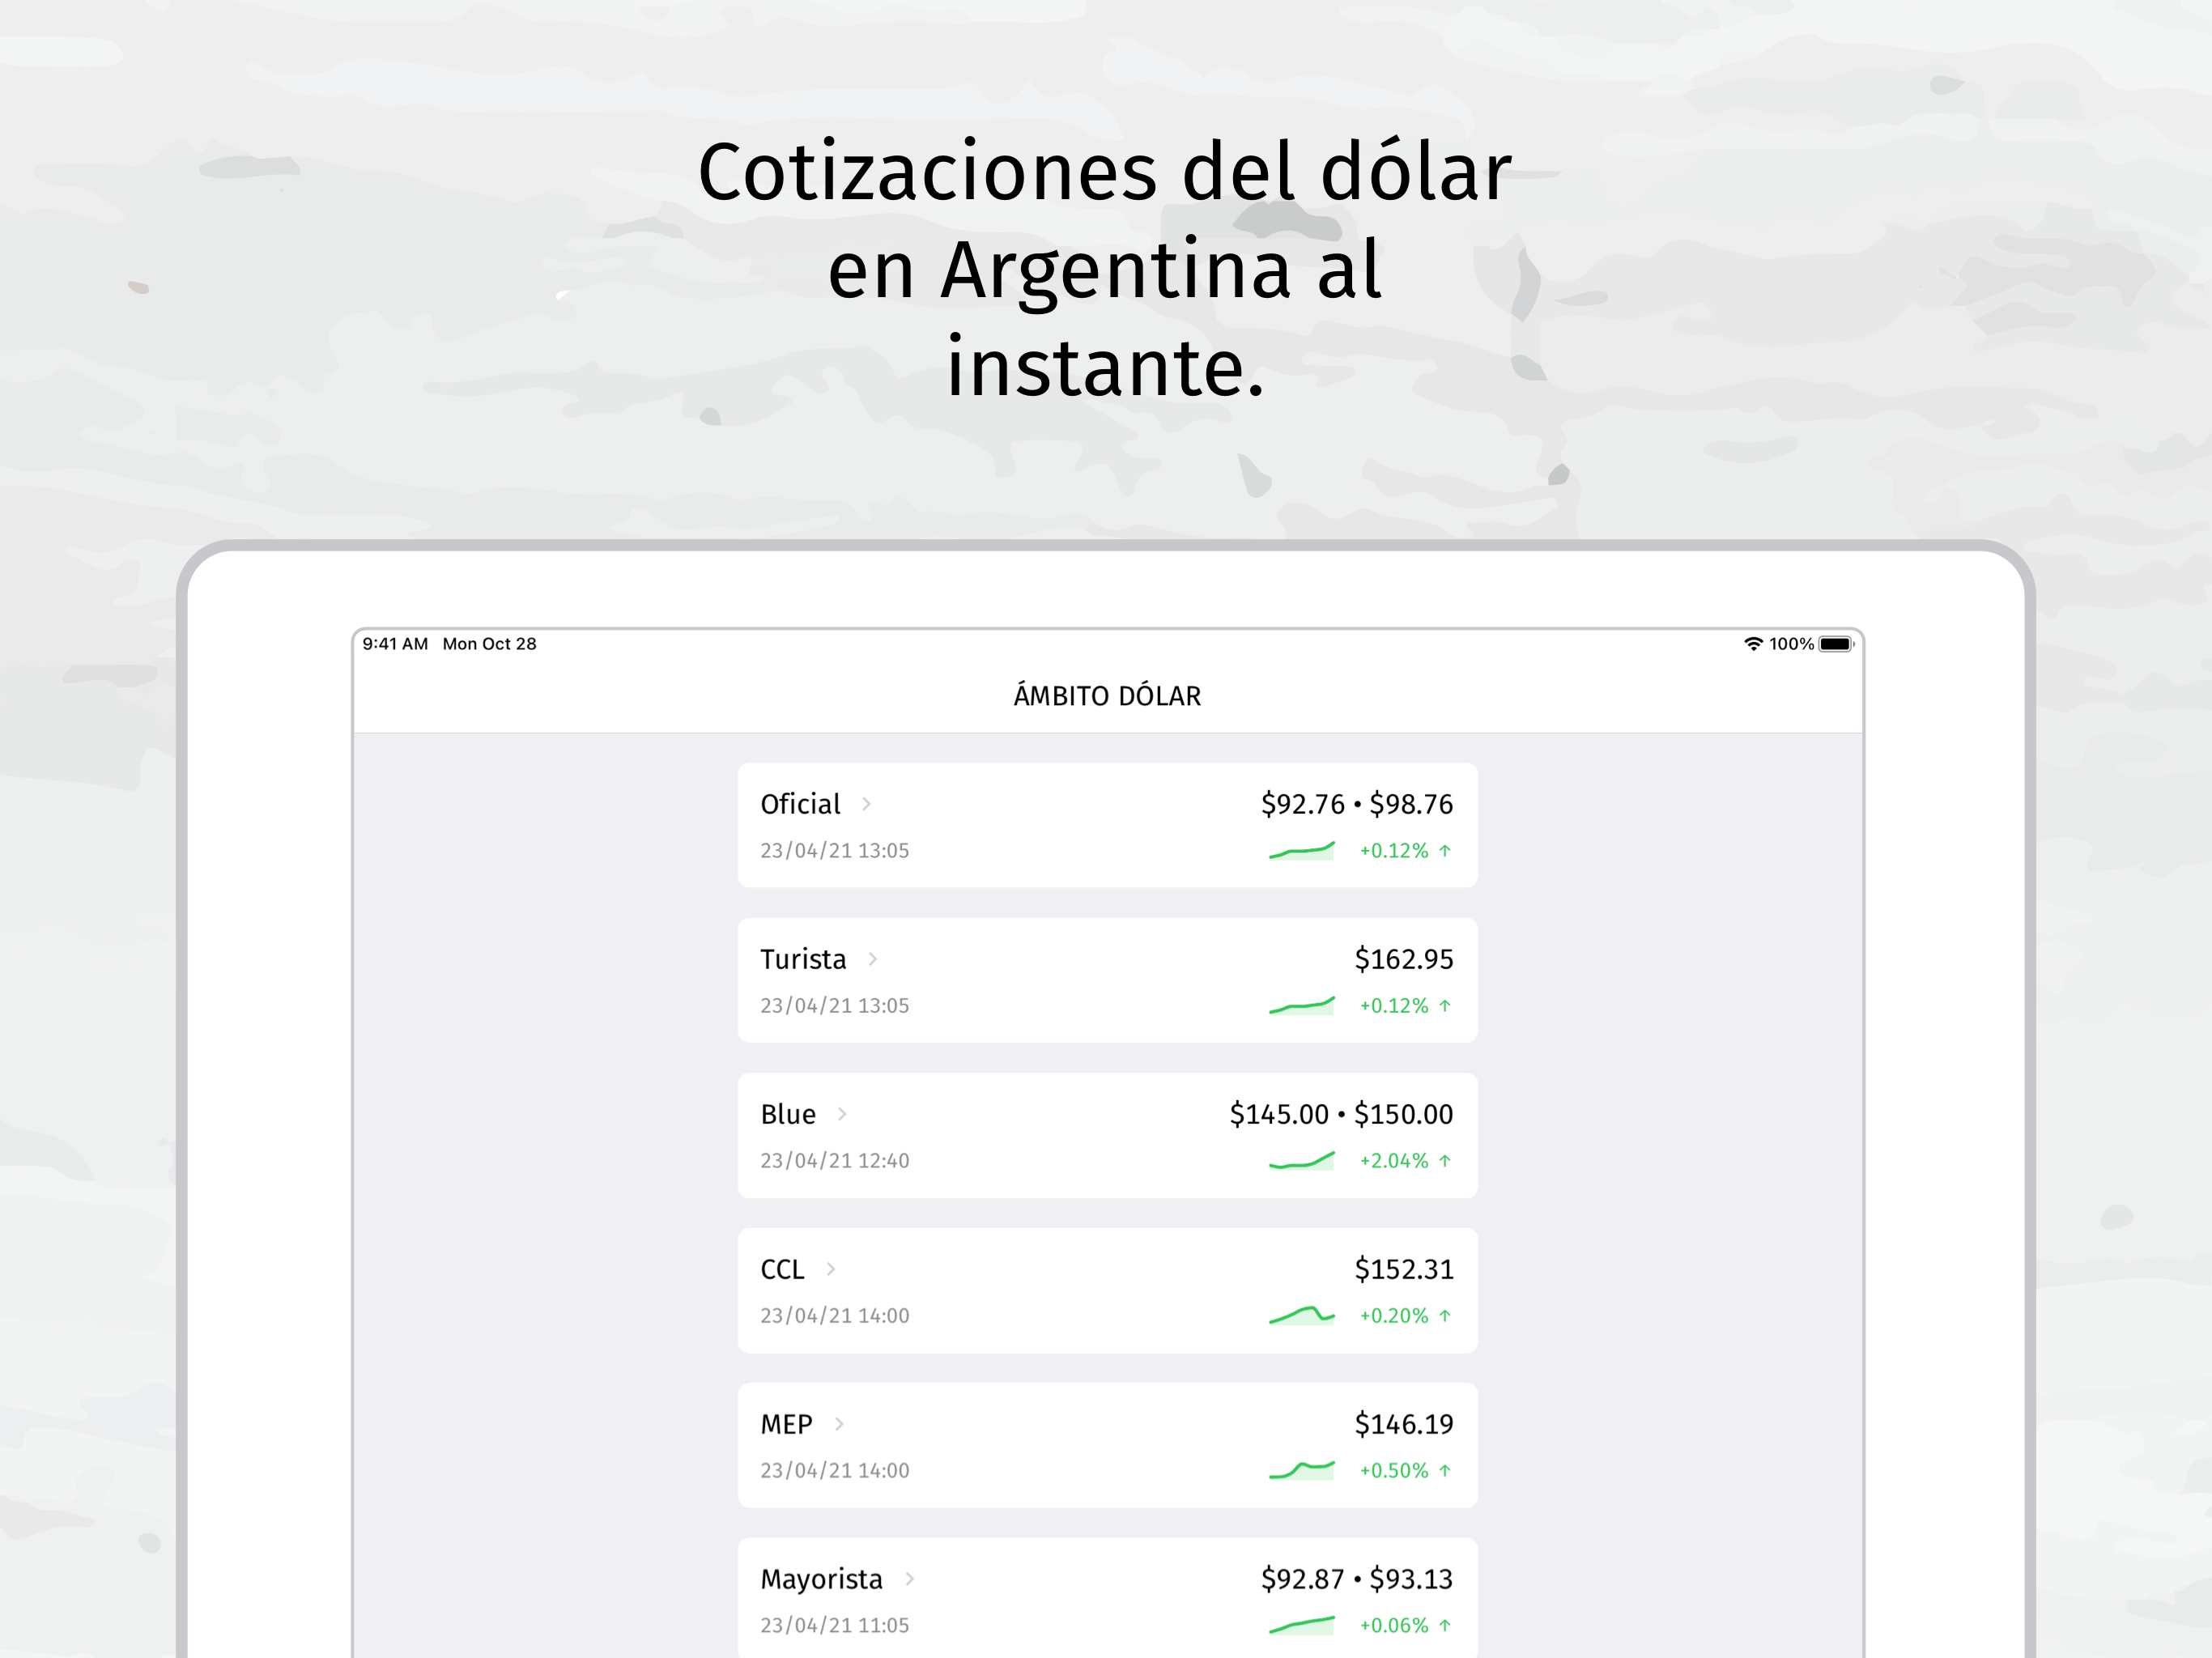 Cotizaciones del dólar
en Argentina al
instante.
9:41 AM Mon Oct 28 100%
ÁMBITO DÓLAR
Oficial $92.76 • $98.76
23/04/21 13:05 +0.12% ↑
Turista $162.95
23/04/21 13:05 +0.12% ↑
Blue $145.00 • $150.00
23/04/21 12:40 +2.04% ↑
CCL $152.31
23/04/21 14:00 +0.20% ↑
MEP $146.19
23/04/21 14:00 +0.50% ↑
Mayorista $92.87 • $93.13
23/04/21 11:05 +0.06% ↑